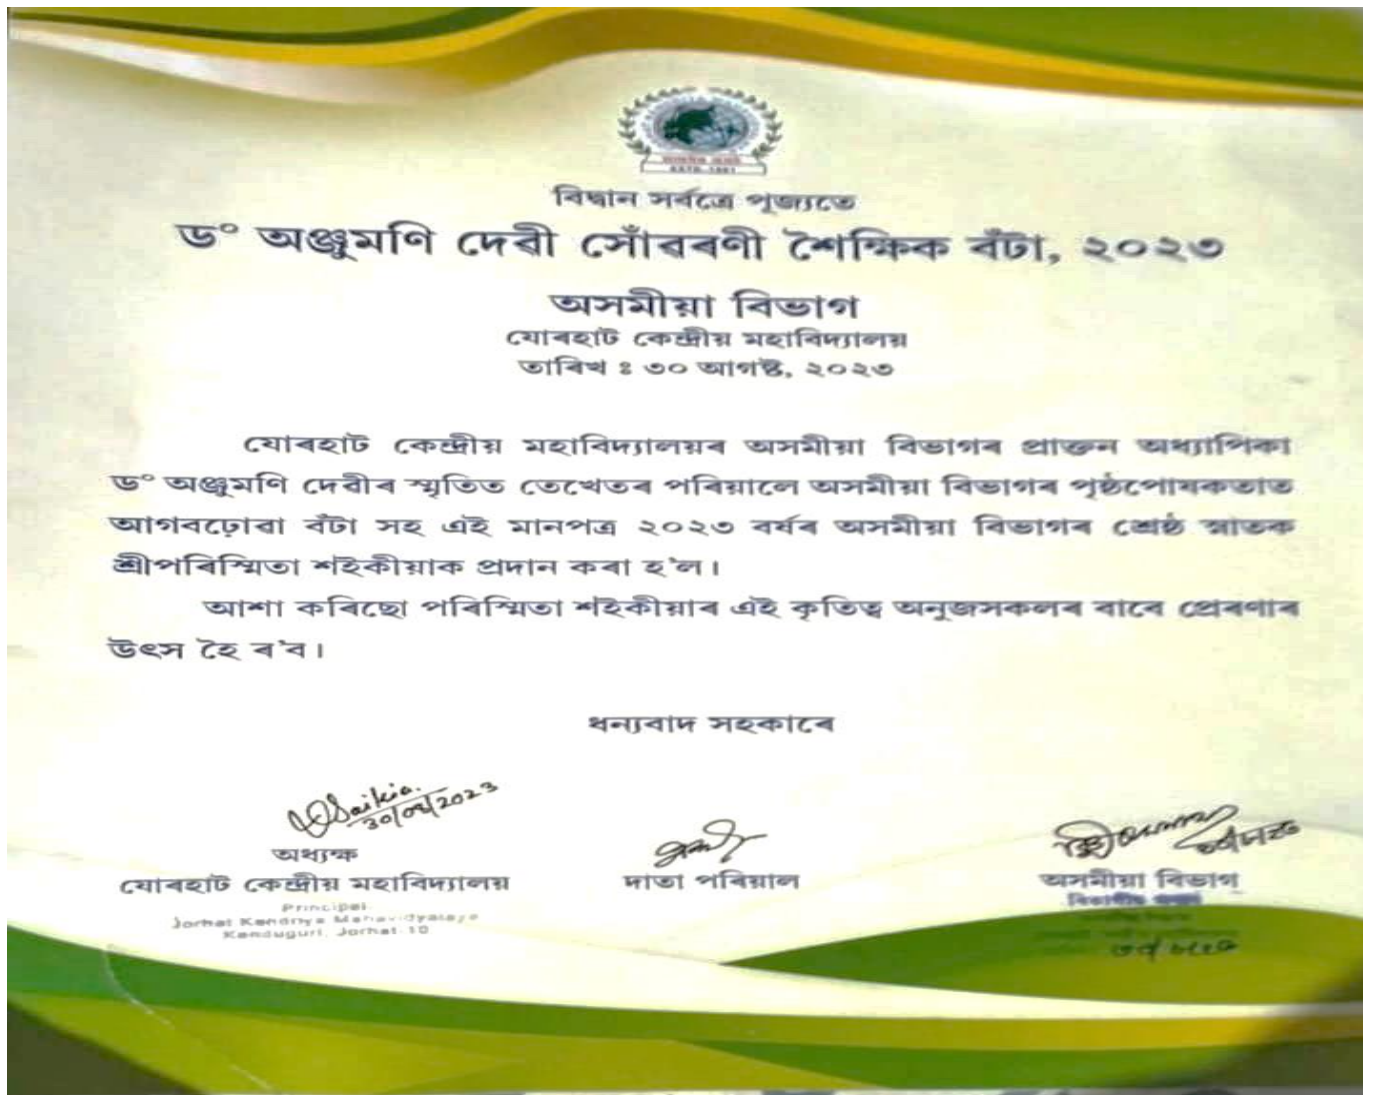 ESTD. 1981
বিদ্বান সৰ্বত্ৰে পূজ্যতে
ড° অঞ্জুমণি দেৱী সোঁৱৰণী শৈক্ষিক বঁটা, ২০২৩
অসমীয়া বিভাগ
যোৰহাট কেন্দ্ৰীয় মহাবিদ্যালয়
তাৰিখ ঃ ৩০ আগষ্ট, ২০২৩
যোৰহাট কেন্দ্ৰীয় মহাবিদ্যালয়ৰ অসমীয়া বিভাগৰ প্ৰাক্তন অধ্যাপিকা
ড° অঞ্জুমণি দেৱীৰ স্মৃতিত তেখেতৰ পৰিয়ালে অসমীয়া বিভাগৰ পৃষ্ঠপোষকতাত
আগবঢ়োৱা বঁটা সহ এই মানপত্ৰ ২০২৩ বৰ্ষৰ অসমীয়া বিভাগৰ শ্ৰেষ্ঠ স্নাতক
শ্ৰীপৰিস্মিতা শইকীয়াক প্ৰদান কৰা হ'ল।
আশা কৰিছো পৰিস্মিতা শইকীয়াৰ এই কৃতিত্ব অনুজসকলৰ বাবে প্ৰেৰণাৰ
উৎস হৈ ৰ'ব।
ধন্যবাদ সহকাৰে
Saikia.
30/08/2023
অধ্যক্ষ
যোৰহাট কেন্দ্ৰীয় মহাবিদ্যালয়
Principal
Jorhat Kendriya Mahavidyalaya
Kenduguri, Jorhat-10
দাতা পৰিয়াল
অসমীয়া বিভাগ